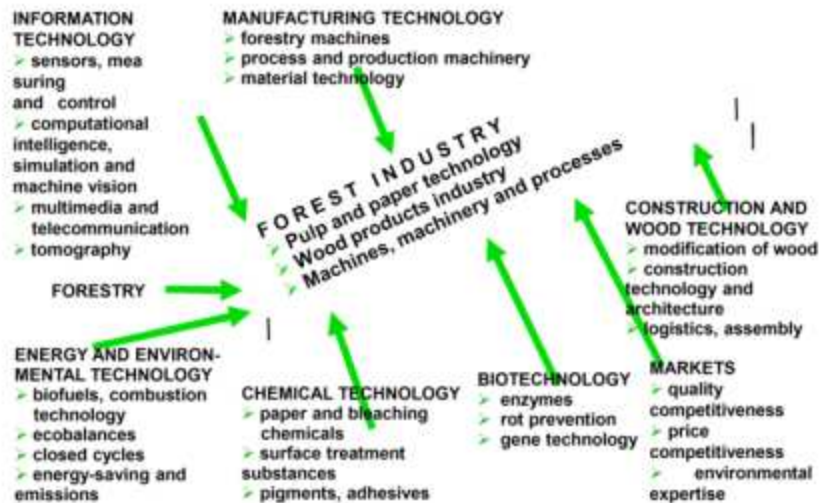 INFORMATION
TECHNOLOGY
sensors, mea
suring
and control
computational
intelligence,
simulation and
machine vision
multimedia and
telecommunication
tomography
MANUFACTURING TECHNOLOGY
forestry machines
process and production machinery
material technology
FOREST INDUSTRY
Pulp and paper technology
Wood products industry
Machines, machinery and processes
CONSTRUCTION AND
WOOD TECHNOLOGY
modification of wood
construction
technology and
architecture
logistics, assembly
FORESTRY
ENERGY AND ENVIRON-
MENTAL TECHNOLOGY
biofuels, combustion
technology
ecobalances
closed cycles
energy-saving and
emissions
CHEMICAL TECHNOLOGY
paper and bleaching
chemicals
surface treatment
substances
pigments, adhesives
BIOTECHNOLOGY
enzymes
rot prevention
gene technology
MARKETS
quality
competitiveness
price
competitiveness
environmental
expertise